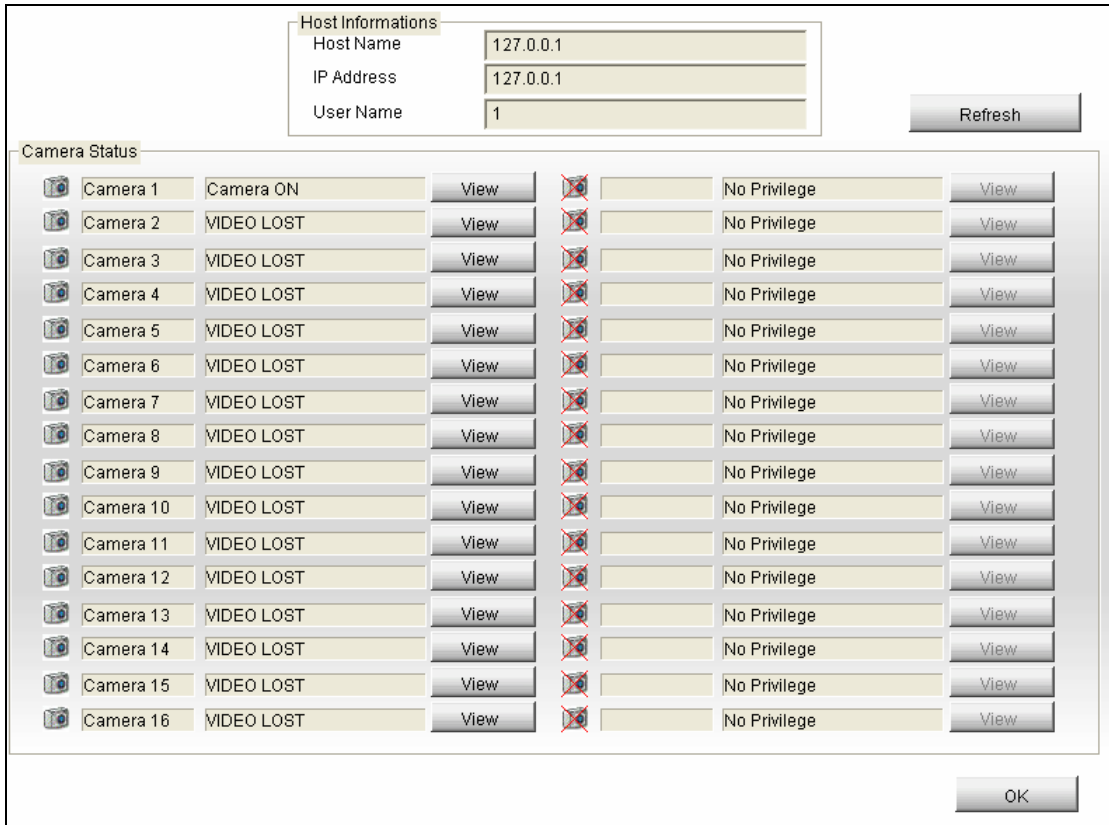 Host Informations
Host Name 127.0.0.1
IP Address 127.0.0.1
User Name 1
Refresh
Camera Status
Camera 1 Camera ON View No Privilege View
Camera 2 VIDEO LOST View No Privilege View
Camera 3 VIDEO LOST View No Privilege View
Camera 4 VIDEO LOST View No Privilege View
Camera 5 VIDEO LOST View No Privilege View
Camera 6 VIDEO LOST View No Privilege View
Camera 7 VIDEO LOST View No Privilege View
Camera 8 VIDEO LOST View No Privilege View
Camera 9 VIDEO LOST View No Privilege View
Camera 10 VIDEO LOST View No Privilege View
Camera 11 VIDEO LOST View No Privilege View
Camera 12 VIDEO LOST View No Privilege View
Camera 13 VIDEO LOST View No Privilege View
Camera 14 VIDEO LOST View No Privilege View
Camera 15 VIDEO LOST View No Privilege View
Camera 16 VIDEO LOST View No Privilege View
OK